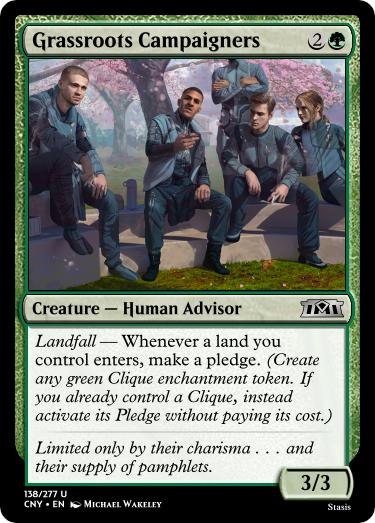 Grassroots Campaigners 2
Creature — Human Advisor
Landfall — Whenever a land you
control enters, make a pledge. (Create
any green Clique enchantment token. If
you already control a Clique, instead
activate its Pledge without paying its cost.)
Limited only by their charisma . . . and
their supply of pamphlets.
3/3
138/277 U
CNY • EN Michael Wakeley
Stasis